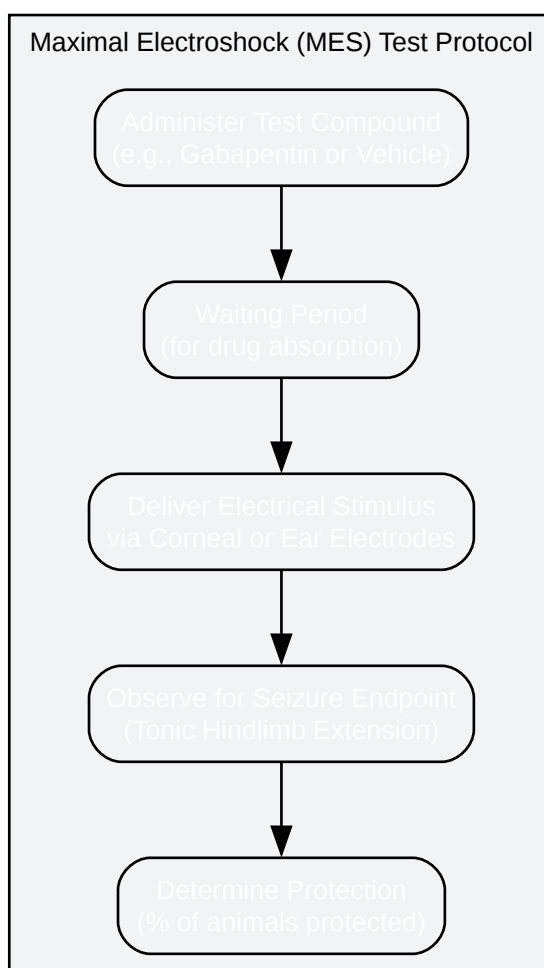 Maximal Electroshock (MES) Test Protocol
Administer Test Compound
(e.g., Gabapentin or Vehicle)
Waiting Period
(for drug absorption)
Deliver Electrical Stimulus
via Corneal or Ear Electrodes
Observe for Seizure Endpoint
(Tonic Hindlimb Extension)
Determine Protection
(% of animals protected)